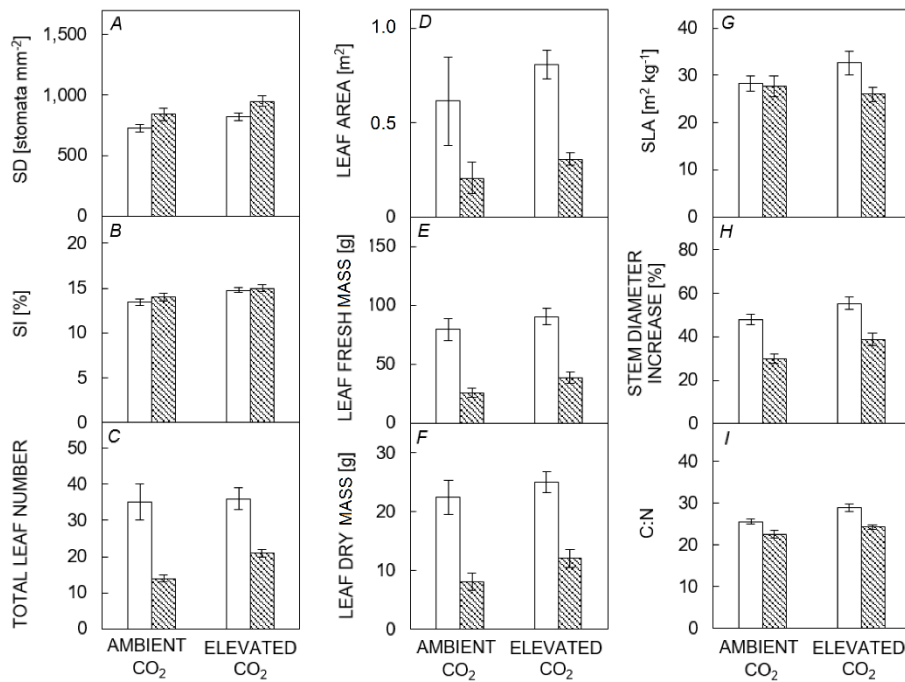 A
SD [stomata mm-2]
1,500
1,000
500
0
B
SI [%]
20
15
10
5
0
C
TOTAL LEAF NUMBER
50
40
30
20
10
0
AMBIENT CO2
ELEVATED CO2
D
LEAF AREA [m2]
1.0
0.5
0
E
LEAF FRESH MASS [g]
150
100
50
0
F
LEAF DRY MASS [g]
30
20
10
0
AMBIENT CO2
ELEVATED CO2
G
SLA [m2 kg-1]
40
30
20
10
0
H
STEM DIAMETER
INCREASE [%]
80
60
40
20
0
I
C:N
40
30
20
10
0
AMBIENT CO2
ELEVATED CO2